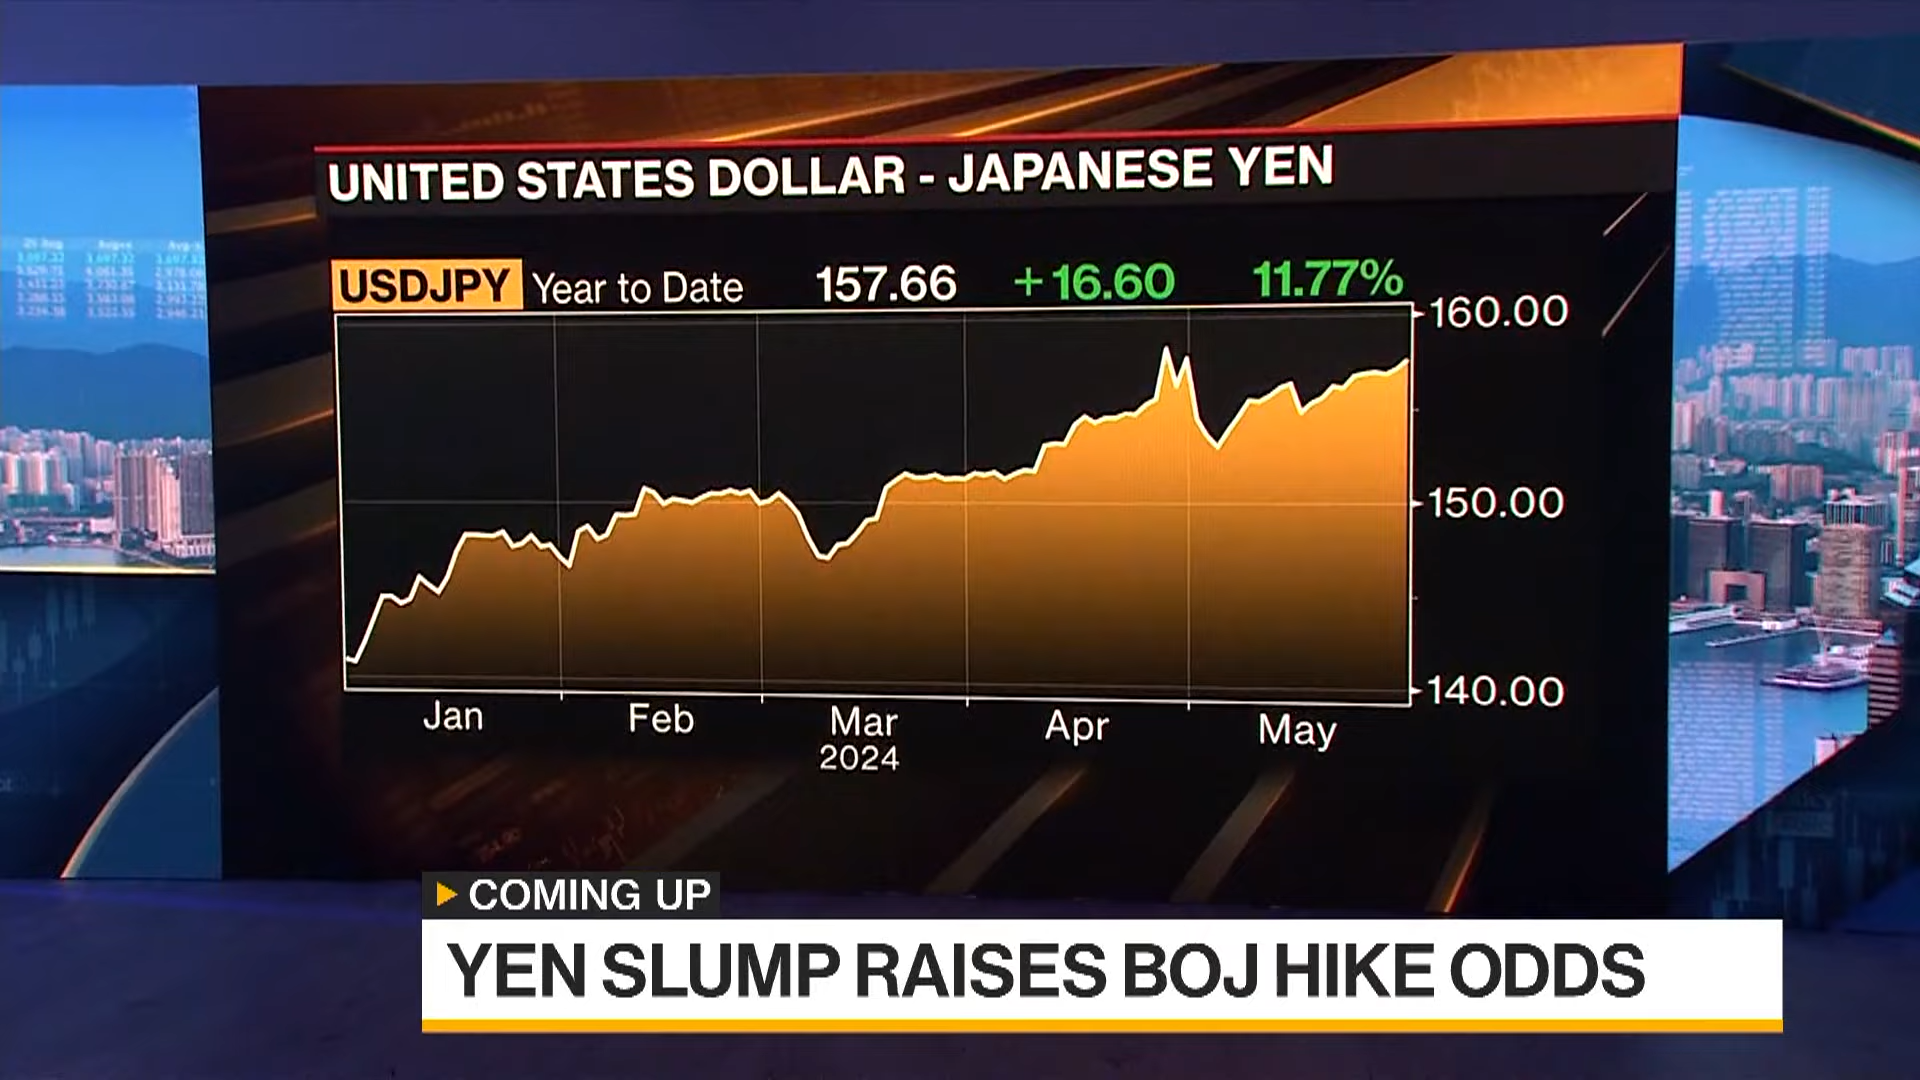 UNITED STATES DOLLAR - JAPANESE YEN
USDJPY Year to Date 157.66 +16.60 11.77%
160.00
150.00
140.00
Jan Feb Mar Apr May
2024
COMING UP
YEN SLUMP RAISES BOJ HIKE ODDS